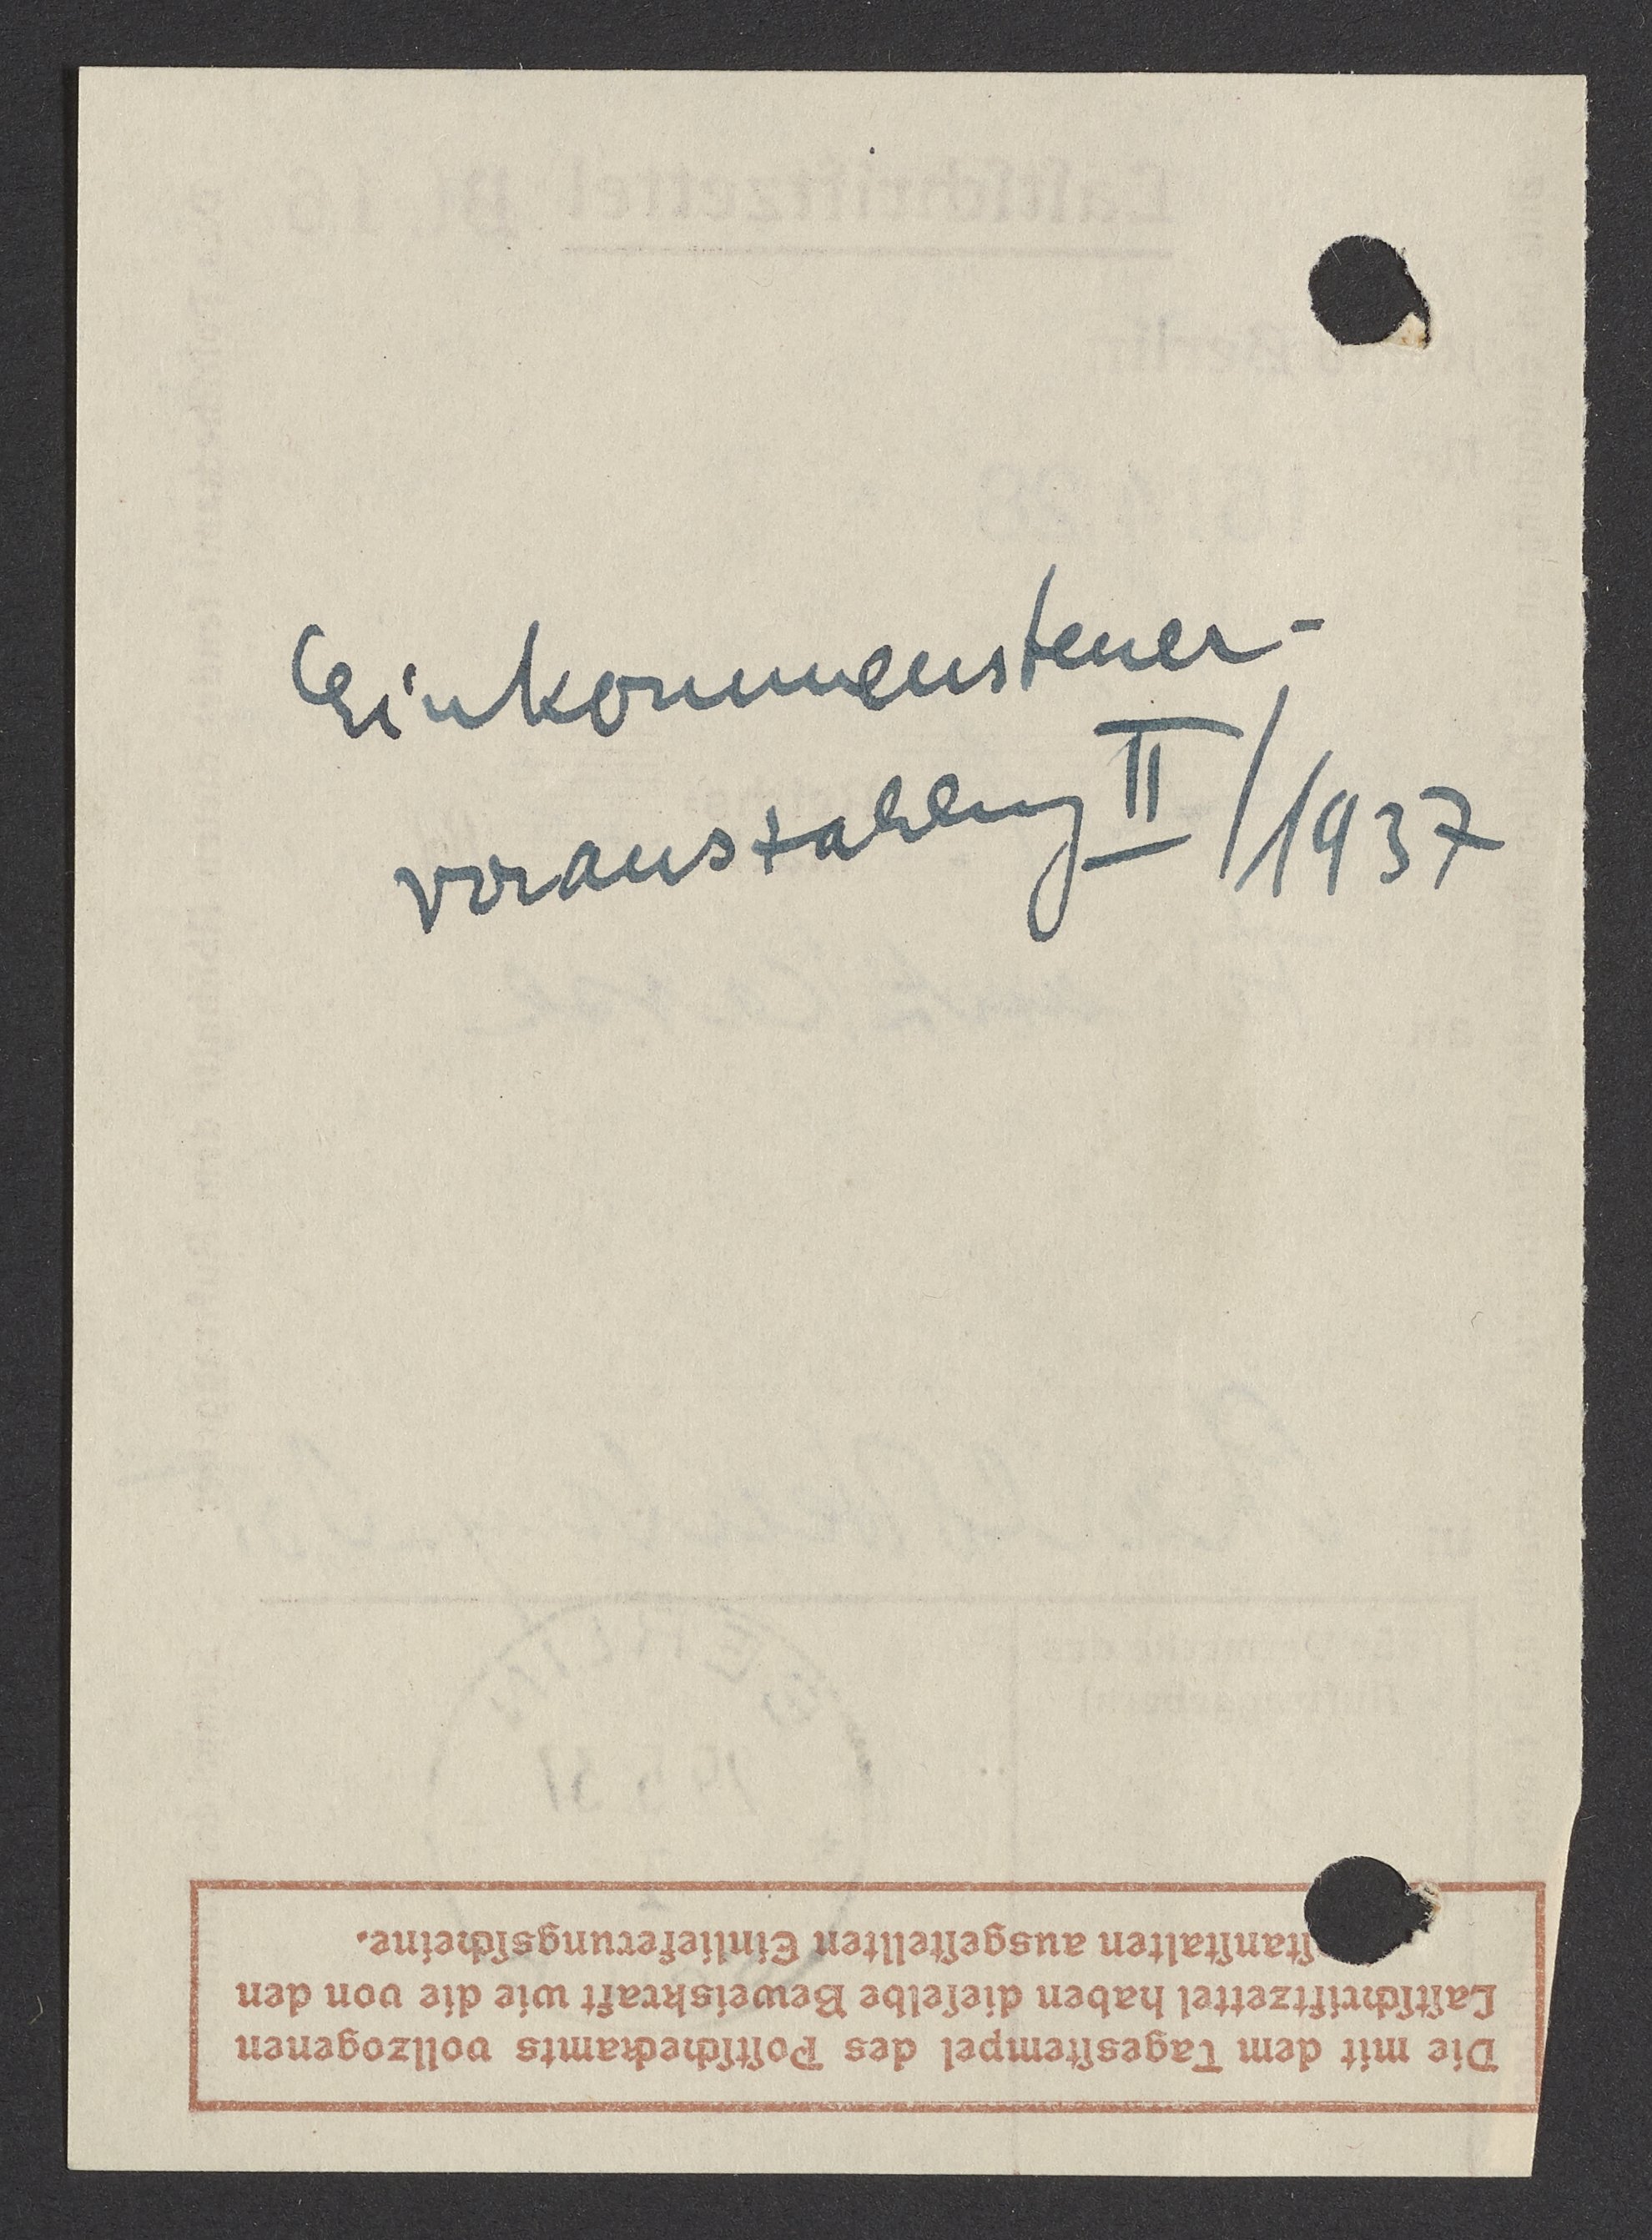 Einkommensteuer-
vorauszahlung II/1937
Die mit dem Tagesſtempel des Poſtſcheckamts vollzogenen
Laſtſchriftzettel haben dieſelbe Beweiskraft wie die von den
ſtanſtalten ausgeſtellten Einlieferungsſcheine.